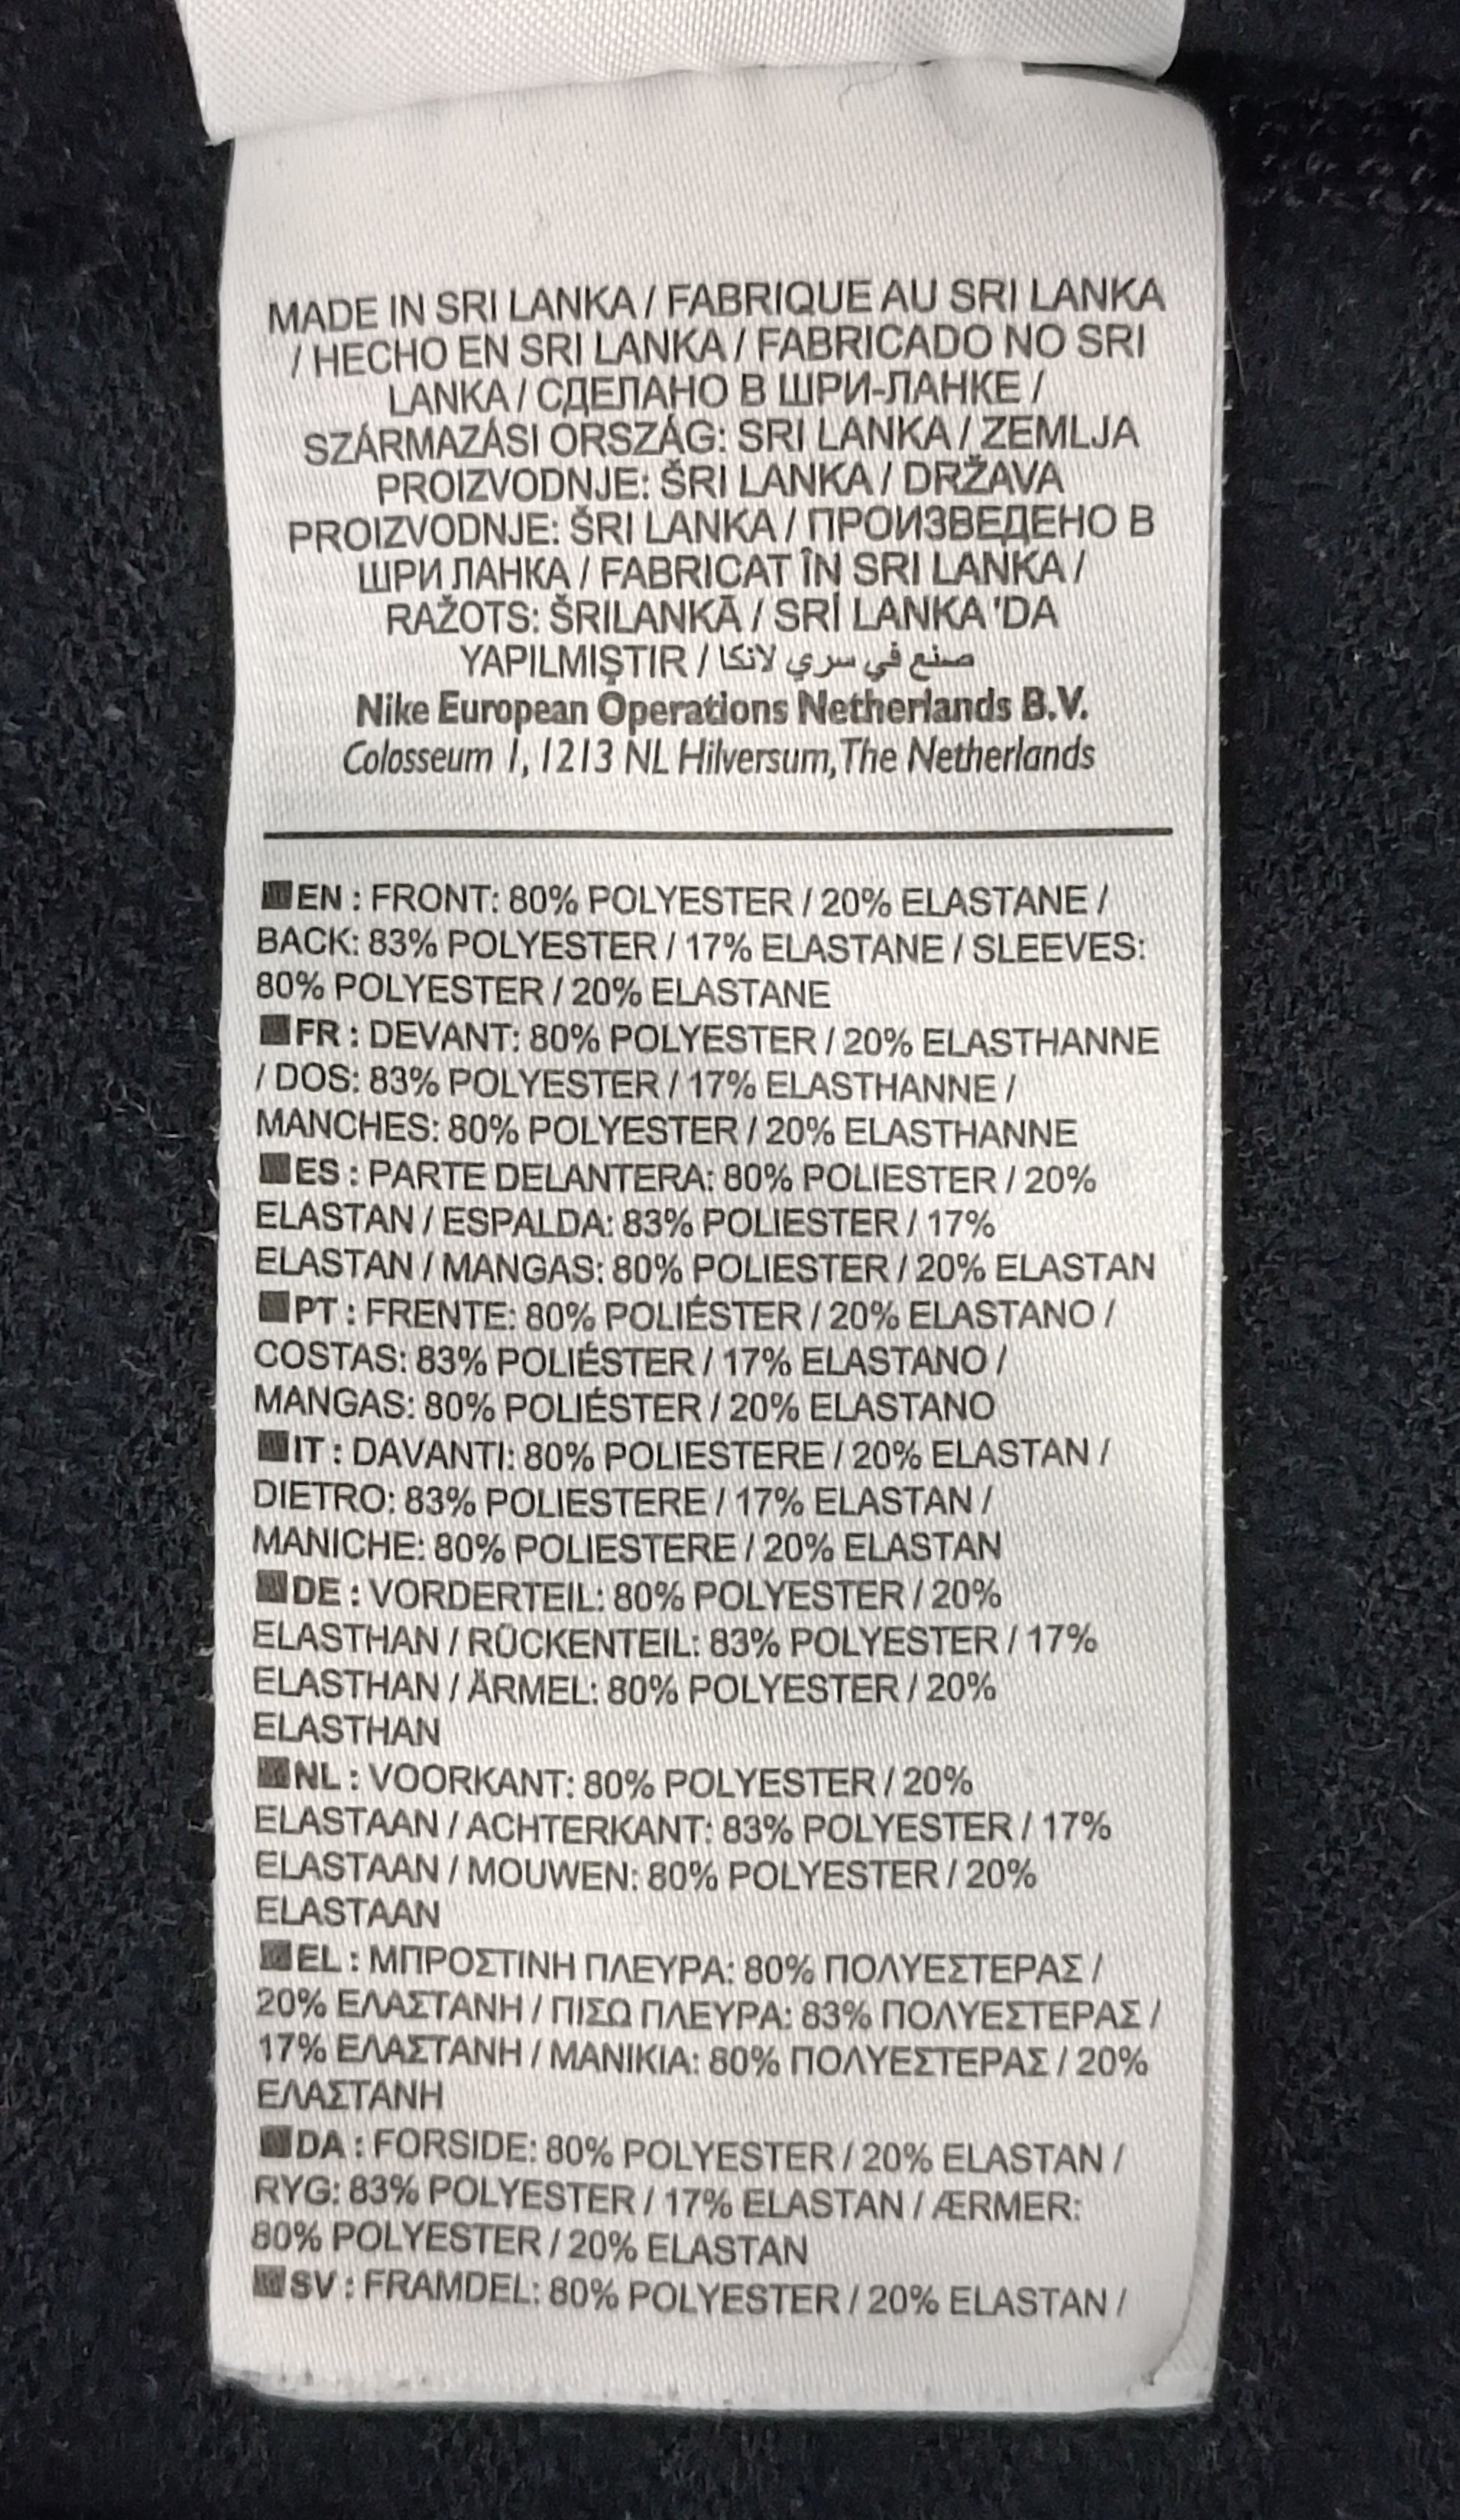 MADE IN SRI LANKA / FABRIQUE AU SRI LANKA
/ HECHO EN SRI LANKA / FABRICADO NO SRI
LANKA / СДЕЛАНО В ШРИ-ЛАНКЕ /
SZÁRMAZÁSI ORSZÁG: SRI LANKA / ZEMLJA
PROIZVODNJE: ŠRI LANKA / DRŽAVA
PROIZVODNJE: ŠRI LANKA / ПРОИЗВЕДЕНО В
ШРИ ЛАНКА / FABRICAT ÎN SRI LANKA /
RAŽOTS: ŠRILANKĀ / SRİ LANKA 'DA
YAPILMIŞTIR / صنع في سري لانكا
Nike European Operations Netherlands B.V.
Colosseum 1, 1213 NL Hilversum, The Netherlands
EN : FRONT: 80% POLYESTER / 20% ELASTANE /
BACK: 83% POLYESTER / 17% ELASTANE / SLEEVES:
80% POLYESTER / 20% ELASTANE
FR : DEVANT: 80% POLYESTER / 20% ELASTHANNE
/ DOS: 83% POLYESTER / 17% ELASTHANNE /
MANCHES: 80% POLYESTER / 20% ELASTHANNE
ES : PARTE DELANTERA: 80% POLIESTER / 20%
ELASTAN / ESPALDA: 83% POLIESTER / 17%
ELASTAN / MANGAS: 80% POLIESTER / 20% ELASTAN
PT : FRENTE: 80% POLIÉSTER / 20% ELASTANO /
COSTAS: 83% POLIÉSTER / 17% ELASTANO /
MANGAS: 80% POLIÉSTER / 20% ELASTANO
IT : DAVANTI: 80% POLIESTERE / 20% ELASTAN /
DIETRO: 83% POLIESTERE / 17% ELASTAN /
MANICHE: 80% POLIESTERE / 20% ELASTAN
DE : VORDERTEIL: 80% POLYESTER / 20%
ELASTHAN / RÜCKENTEIL: 83% POLYESTER / 17%
ELASTHAN / ÄRMEL: 80% POLYESTER / 20%
ELASTHAN
NL : VOORKANT: 80% POLYESTER / 20%
ELASTAAN / ACHTERKANT: 83% POLYESTER / 17%
ELASTAAN / MOUWEN: 80% POLYESTER / 20%
ELASTAAN
EL : ΜΠΡΟΣΤΙΝΗ ΠΛΕΥΡΑ: 80% ΠΟΛΥΕΣΤΕΡΑΣ /
20% ΕΛΑΣΤΑΝΗ / ΠΙΣΩ ΠΛΕΥΡΑ: 83% ΠΟΛΥΕΣΤΕΡΑΣ /
17% ΕΛΑΣΤΑΝΗ / ΜΑΝΙΚΙΑ: 80% ΠΟΛΥΕΣΤΕΡΑΣ / 20%
ΕΛΑΣΤΑΝΗ
DA : FORSIDE: 80% POLYESTER / 20% ELASTAN /
RYG: 83% POLYESTER / 17% ELASTAN / ÆRMER:
80% POLYESTER / 20% ELASTAN
SV : FRAMDEL: 80% POLYESTER / 20% ELASTAN /